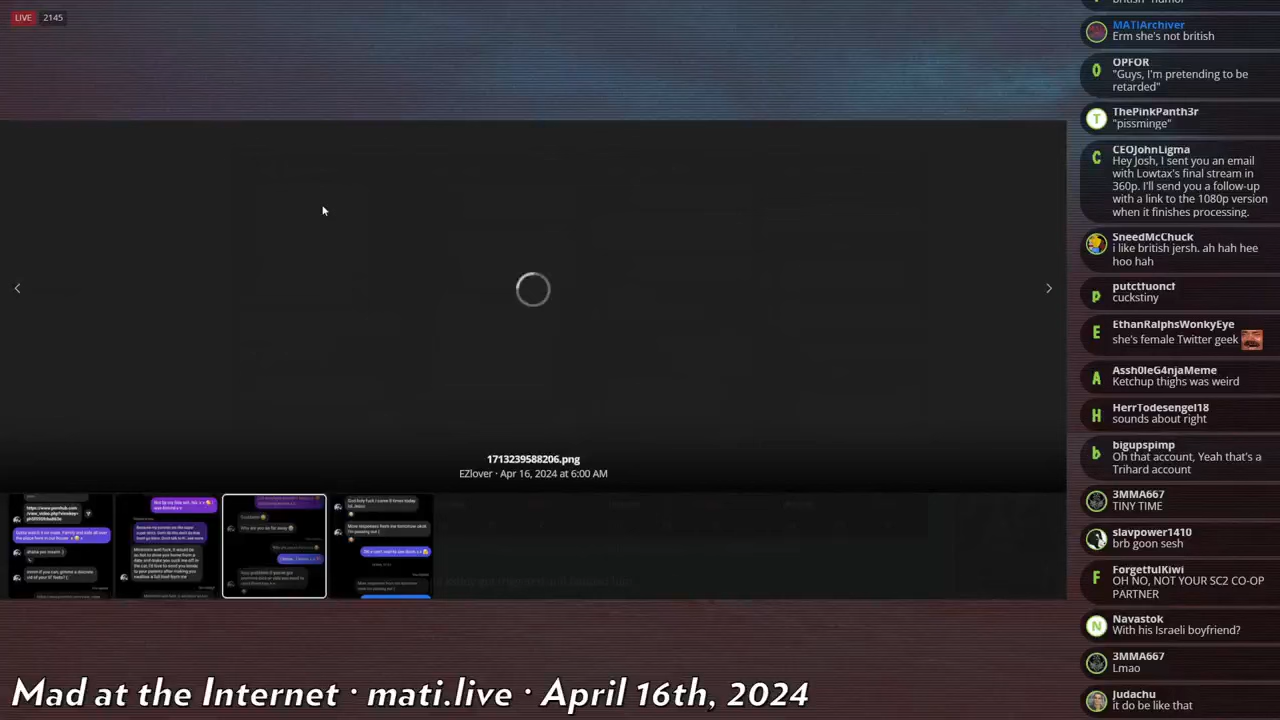 LIVE 2145
British "humor"
MATIArchiver
Erm she's not british
OPFOR
"Guys, I'm pretending to be
retarded"
ThePinkPanth3r
"pissminge"
CEOJohnLigma
Hey Josh, I sent you an email
with Lowtax's final stream in
360p. I'll send you a follow-up
with a link to the 1080p version
when it finishes processing.
SneedMcChuck
i like british jersh. ah hah hee
hoo hah
putcttuonct
cuckstiny
EthanRalphsWonkyEye
she's female Twitter geek
Assh0leG4njaMeme
Ketchup thighs was weird
HerrTodesengel18
sounds about right
bigupspimp
Oh that account, Yeah that's a
Trihard account
3MMA667
TINY TIME
slavpower1410
brb goon sesh
ForgetfulKiwi
OH NO, NOT YOUR SC2 CO-OP
PARTNER
Navastok
With his Israeli boyfriend?
3MMA667
Lmao
Judachu
it do be like that
1713239588206.png
EZlover · Apr 16, 2024 at 6:00 AM
Mad at the Internet · mati.live · April 16th, 2024